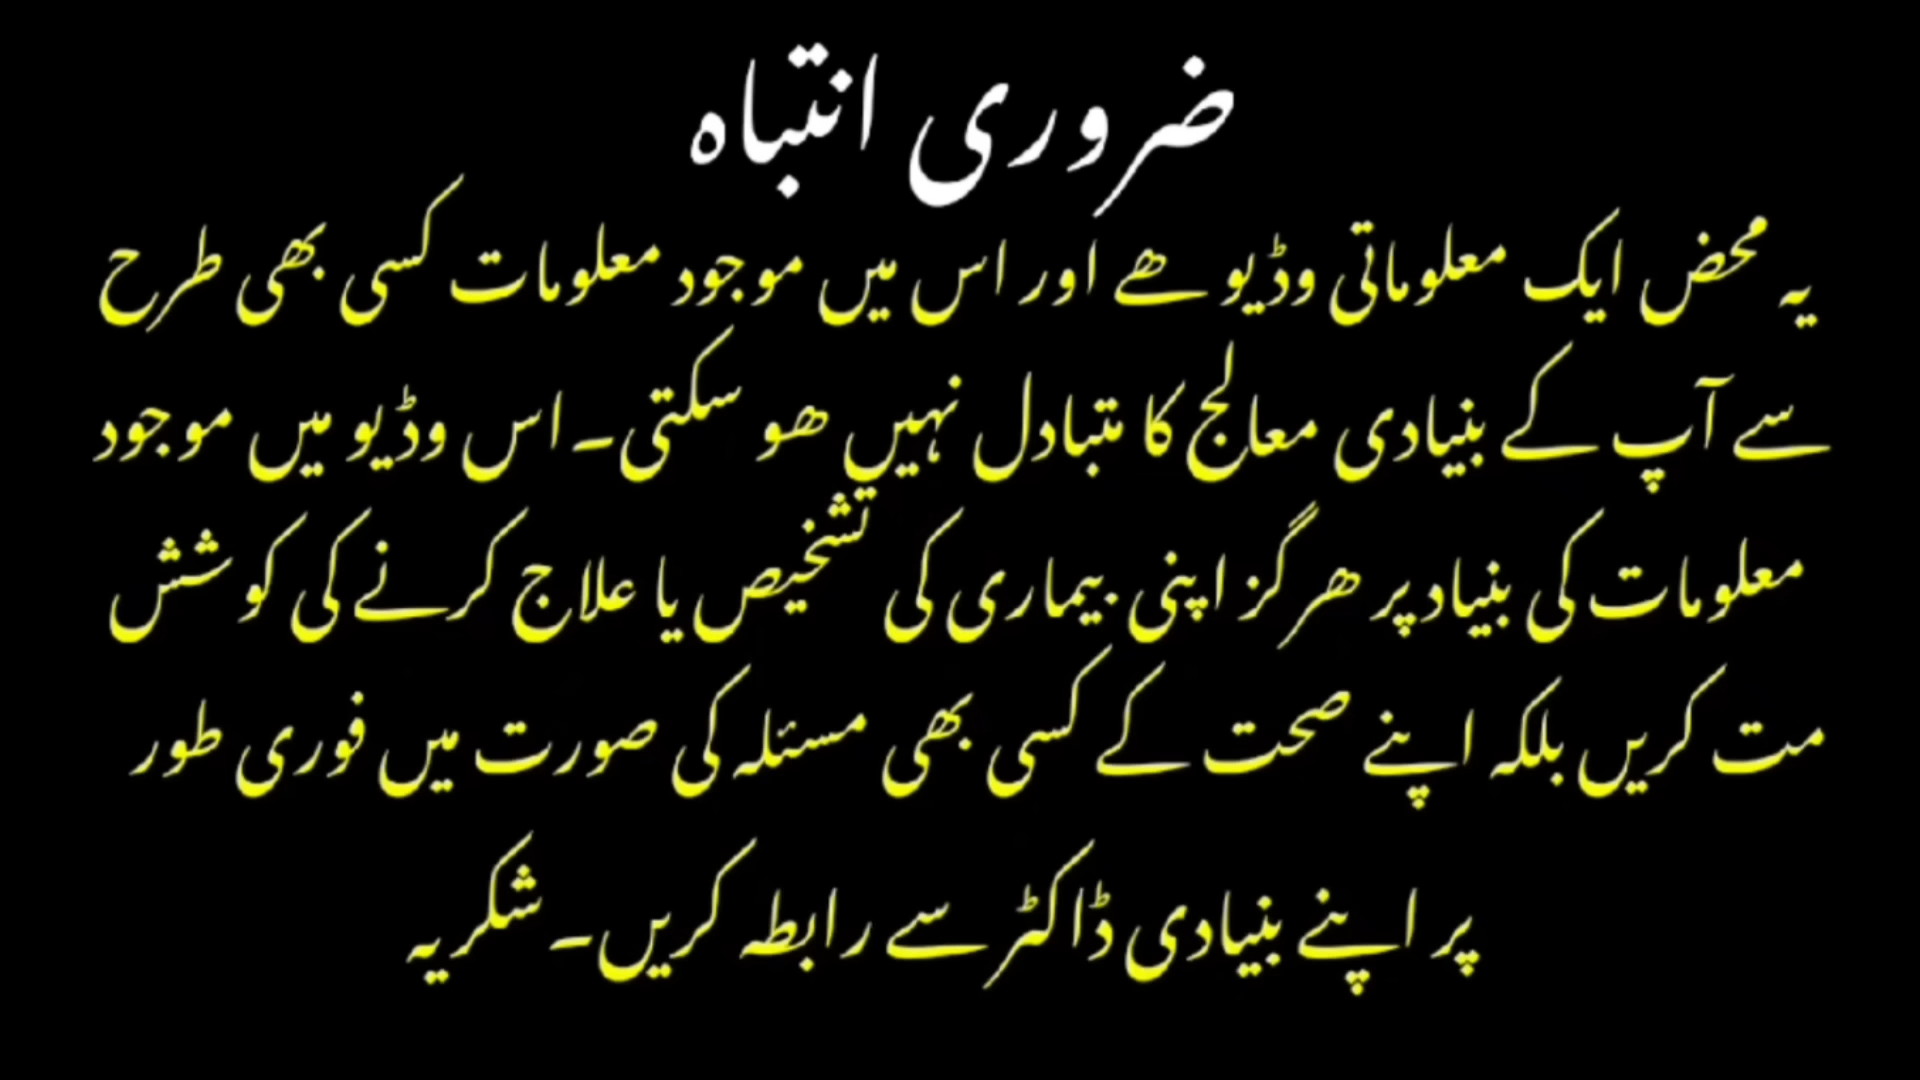 ضروری انتباہ
یہ محض ایک معلوماتی وڈیو ھے اور اس میں موجود معلومات کسی بھی طرح
سے آپ کے بنیادی معالج کا متبادل نہیں ھو سکتی۔ اس وڈیو میں موجود
معلومات کی بنیاد پر ھرگز اپنی بیماری کی تشخیص یا علاج کرنے کی کوشش
مت کریں بلکہ اپنے صحت کے کسی بھی مسئلہ کی صورت میں فوری طور
پر اپنے بنیادی ڈاکٹر سے رابطہ کریں۔ شکریہ